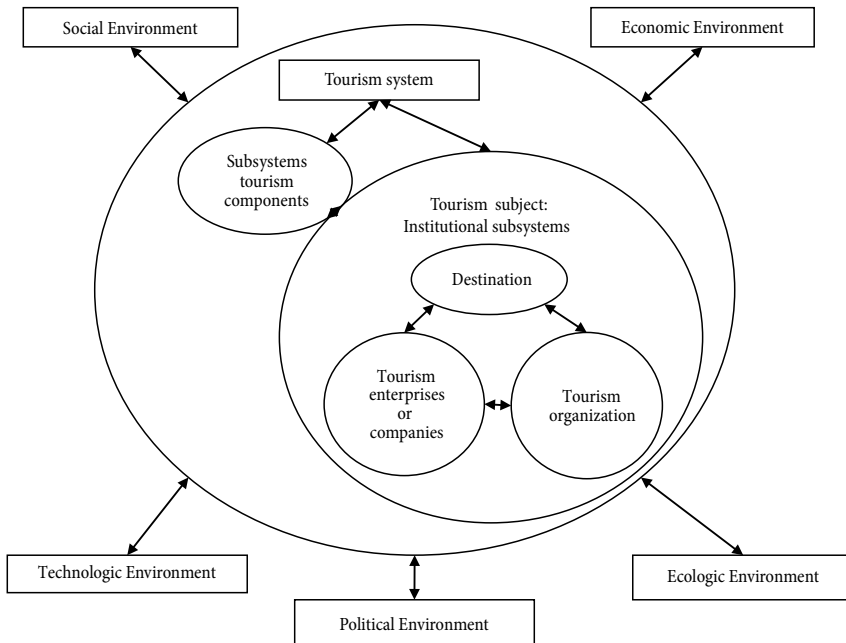 Social Environment
Economic Environment
Tourism system
Subsystems
tourism
components
Tourism subject:
Institutional subsystems
Destination
Tourism
enterprises
or
companies
Tourism
organization
Technologic Environment
Ecologic Environment
Political Environment